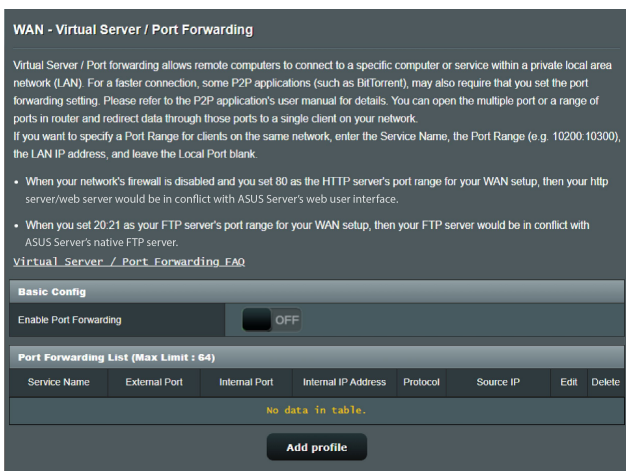 WAN - Virtual Server / Port Forwarding
Virtual Server / Port forwarding allows remote computers to connect to a specific computer or service within a private local area
network (LAN). For a faster connection, some P2P applications (such as BitTorrent), may also require that you set the port
forwarding setting. Please refer to the P2P application's user manual for details. You can open the multiple port or a range of
ports in router and redirect data through those ports to a single client on your network.
If you want to specify a Port Range for clients on the same network, enter the Service Name, the Port Range (e.g. 10200:10300),
the LAN IP address, and leave the Local Port blank.
• When your network's firewall is disabled and you set 80 as the HTTP server's port range for your WAN setup, then your http
server/web server would be in conflict with ASUS Server's web user interface.
• When you set 20:21 as your FTP server's port range for your WAN setup, then your FTP server would be in conflict with
ASUS Server's native FTP server.
Virtual Server / Port Forwarding FAQ
Basic Config
Enable Port Forwarding OFF
Port Forwarding List (Max Limit : 64)
Service Name External Port Internal Port Internal IP Address Protocol Source IP Edit Delete
No data in table.
Add profile